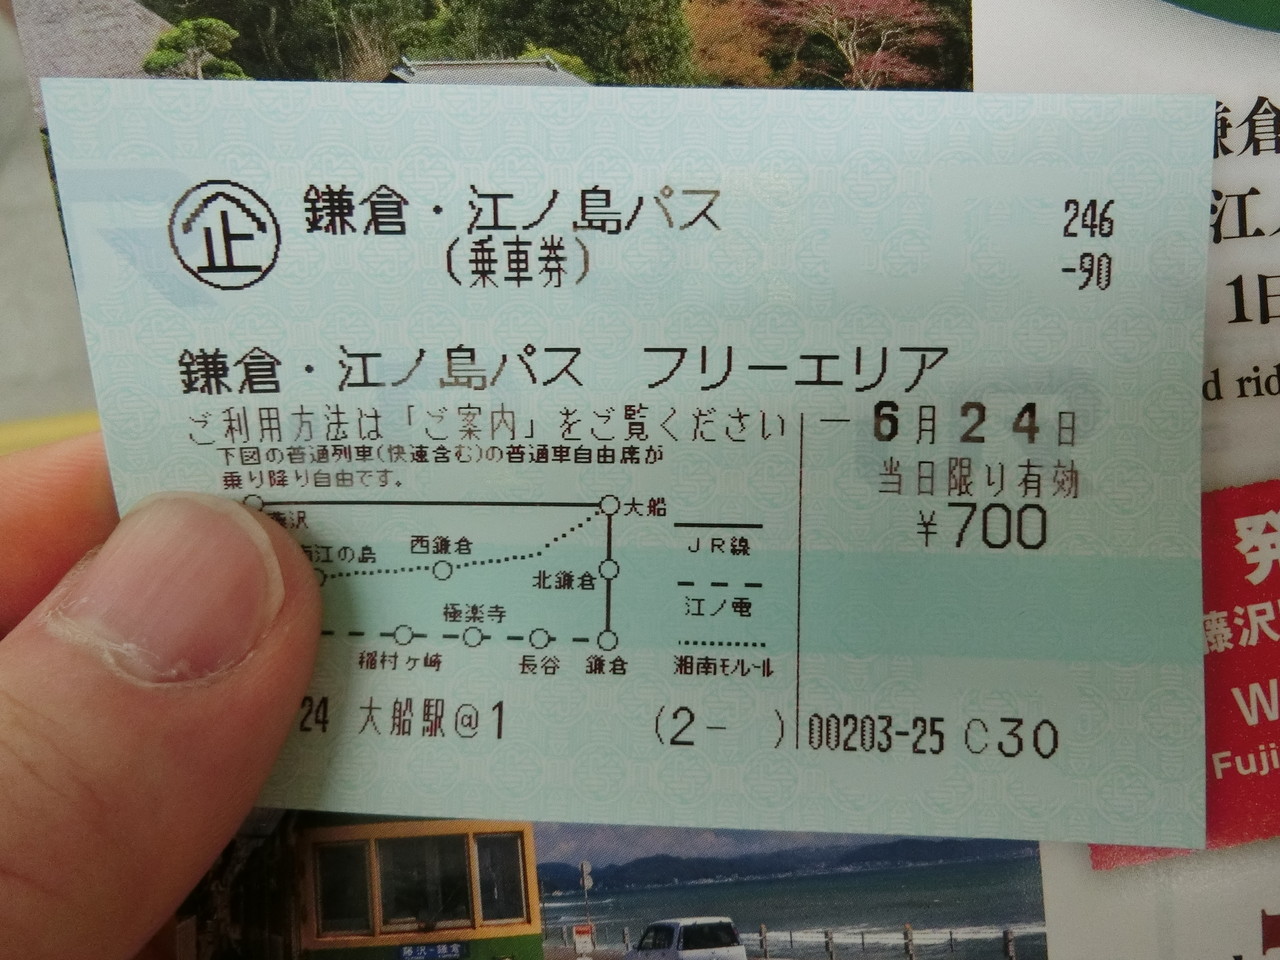 企 鎌倉・江ノ島パス
(乗車券)
246
-90
鎌倉・江ノ島パス フリーエリア
ご利用方法は「ご案内」をご覧ください
下図の普通列車(快速含む)の普通車自由席が
乗り降り自由です。
-6月24日
当日限り有効
¥700
大船
藤沢
江の島
西鎌倉
北鎌倉
極楽寺
稲村ヶ崎
長谷
鎌倉
JR線
江ノ電
湘南モノレール
24 大船駅@1
(2- )
00203-25 C30
鎌倉
江ノ
1日
d rid
発
藤沢
W
Fuji
藤沢-鎌倉